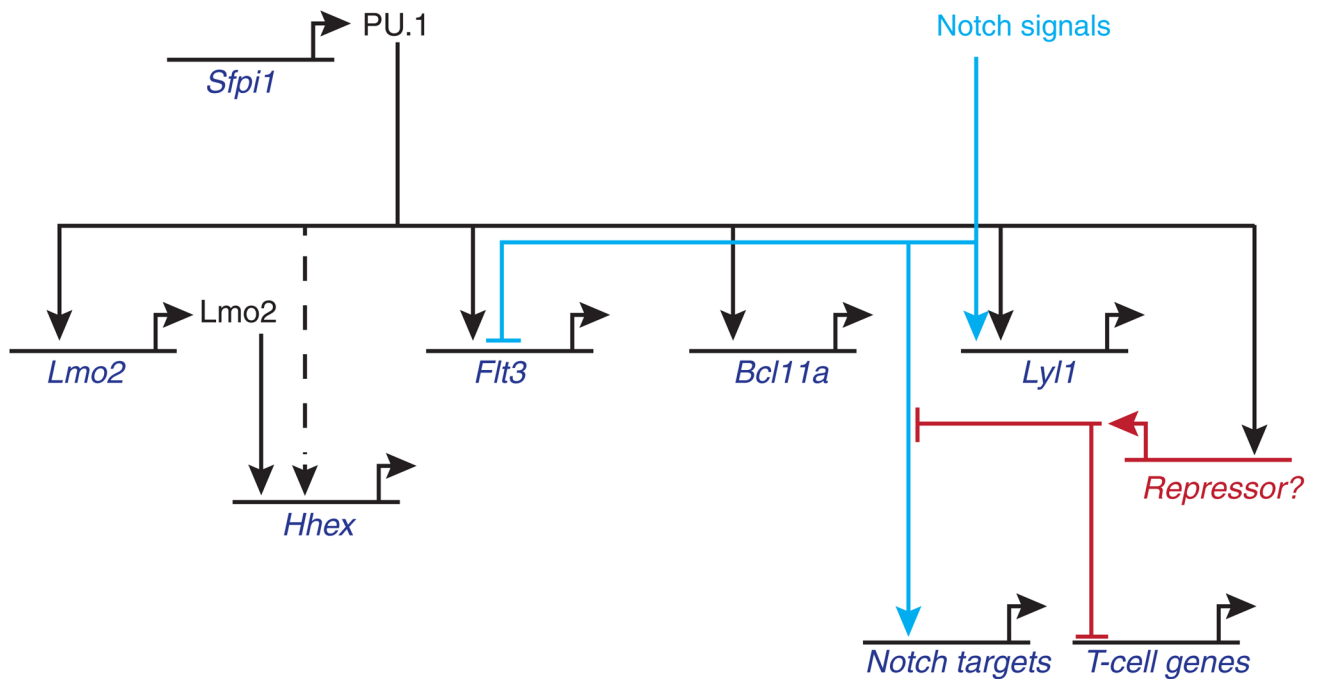 PU.1
Notch signals
Sfpi1
Lmo2
Lmo2
Flt3
Bcl11a
Lyl1
Repressor?
Hhex
Notch targets
T-cell genes